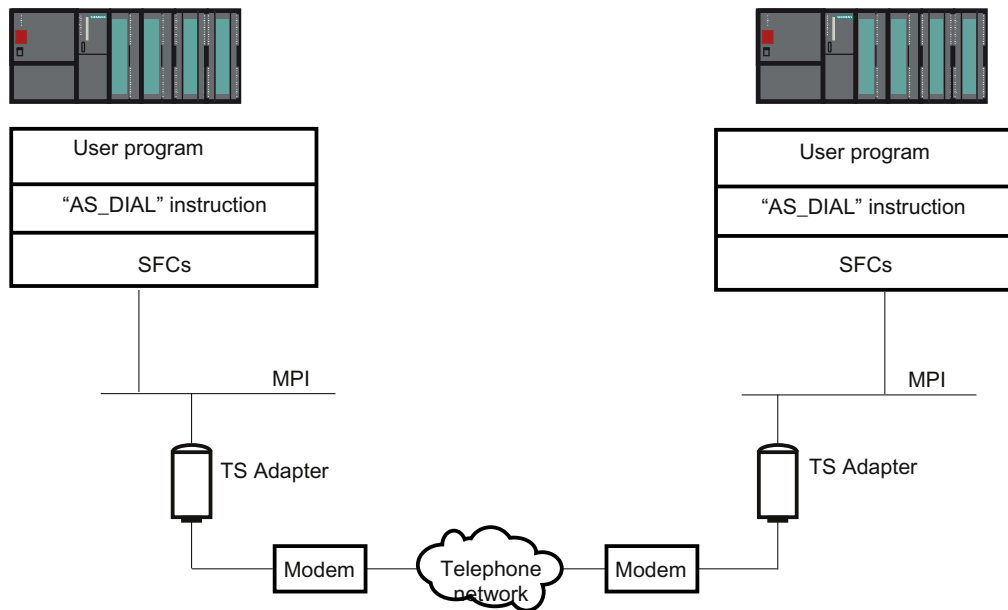 User program
“AS_DIAL” instruction
SFCs
MPI
TS Adapter
Modem
Telephone
network
Modem
User program
“AS_DIAL” instruction
SFCs
MPI
TS Adapter